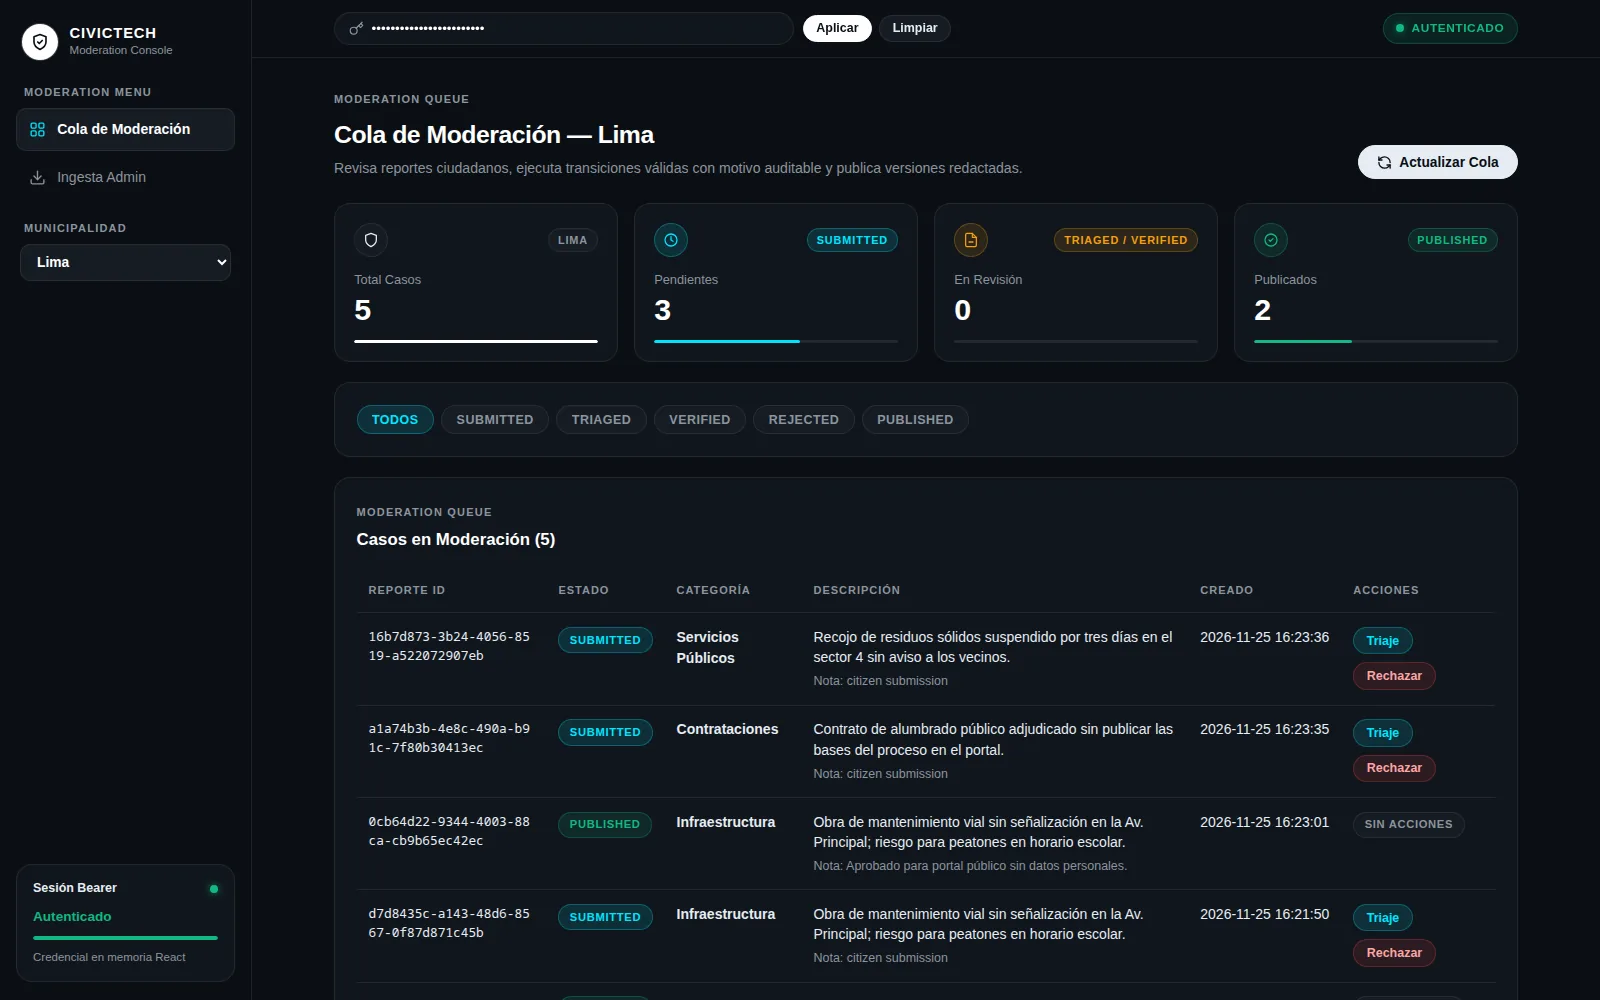 CIVICTECH
Moderation Console
MODERATION MENU
Cola de Moderación
Ingesta Admin
MUNICIPALIDAD
Lima
Sesión Bearer
Autenticado
Credencial en memoria React
••••••••••••••••••••••••
Aplicar
Limpiar
AUTENTICADO
MODERATION QUEUE
Cola de Moderación — Lima
Revisa reportes ciudadanos, ejecuta transiciones válidas con motivo auditable y publica versiones redactadas.
Actualizar Cola
LIMA
Total Casos
5
SUBMITTED
Pendientes
3
TRIAGED / VERIFIED
En Revisión
0
PUBLISHED
Publicados
2
TODOS SUBMITTED TRIAGED VERIFIED REJECTED PUBLISHED
MODERATION QUEUE
Casos en Moderación (5)
REPORTE ID ESTADO CATEGORÍA DESCRIPCIÓN CREADO ACCIONES
16b7d873-3b24-4056-85
19-a522072907eb
SUBMITTED
Servicios
Públicos
Recojo de residuos sólidos suspendido por tres días en el
sector 4 sin aviso a los vecinos.
Nota: citizen submission
2026-11-25 16:23:36
Triaje
Rechazar
a1a74b3b-4e8c-490a-b9
1c-7f80b30413ec
SUBMITTED
Contrataciones
Contrato de alumbrado público adjudicado sin publicar las
bases del proceso en el portal.
Nota: citizen submission
2026-11-25 16:23:35
Triaje
Rechazar
0cb64d22-9344-4003-88
ca-cb9b65ec42ec
PUBLISHED
Infraestructura
Obra de mantenimiento vial sin señalización en la Av.
Principal; riesgo para peatones en horario escolar.
Nota: Aprobado para portal público sin datos personales.
2026-11-25 16:23:01
SIN ACCIONES
d7d8435c-a143-48d6-85
67-0f87d871c45b
SUBMITTED
Infraestructura
Obra de mantenimiento vial sin señalización en la Av.
Principal; riesgo para peatones en horario escolar.
Nota: citizen submission
2026-11-25 16:21:50
Triaje
Rechazar